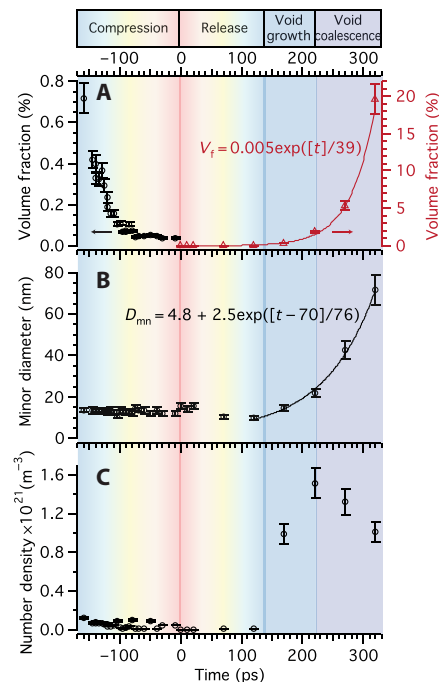 Compression
Release
Void growth
Void coalescence
−100 0 100 200 300
A
Volume fraction (%)
0.8
0.6
0.4
0.2
0.0
V_f = 0.005exp([t]/39)
20
15
10
5
0
Volume fraction (%)
B
Minor diameter (nm)
80
60
40
20
0
D_mn = 4.8 + 2.5exp([t − 70]/76)
C
Number density ×10^21 (m^−3)
1.6
1.2
0.8
0.4
0.0
−100 0 100 200 300
Time (ps)